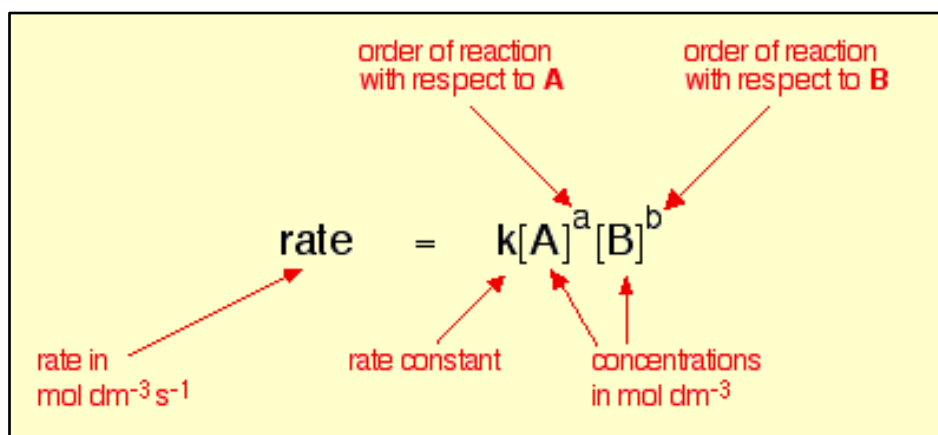 order of reaction
with respect to A
order of reaction
with respect to B
rate = k[A]ᵃ[B]ᵇ
rate in
mol dm⁻³ s⁻¹
rate constant
concentrations
in mol dm⁻³